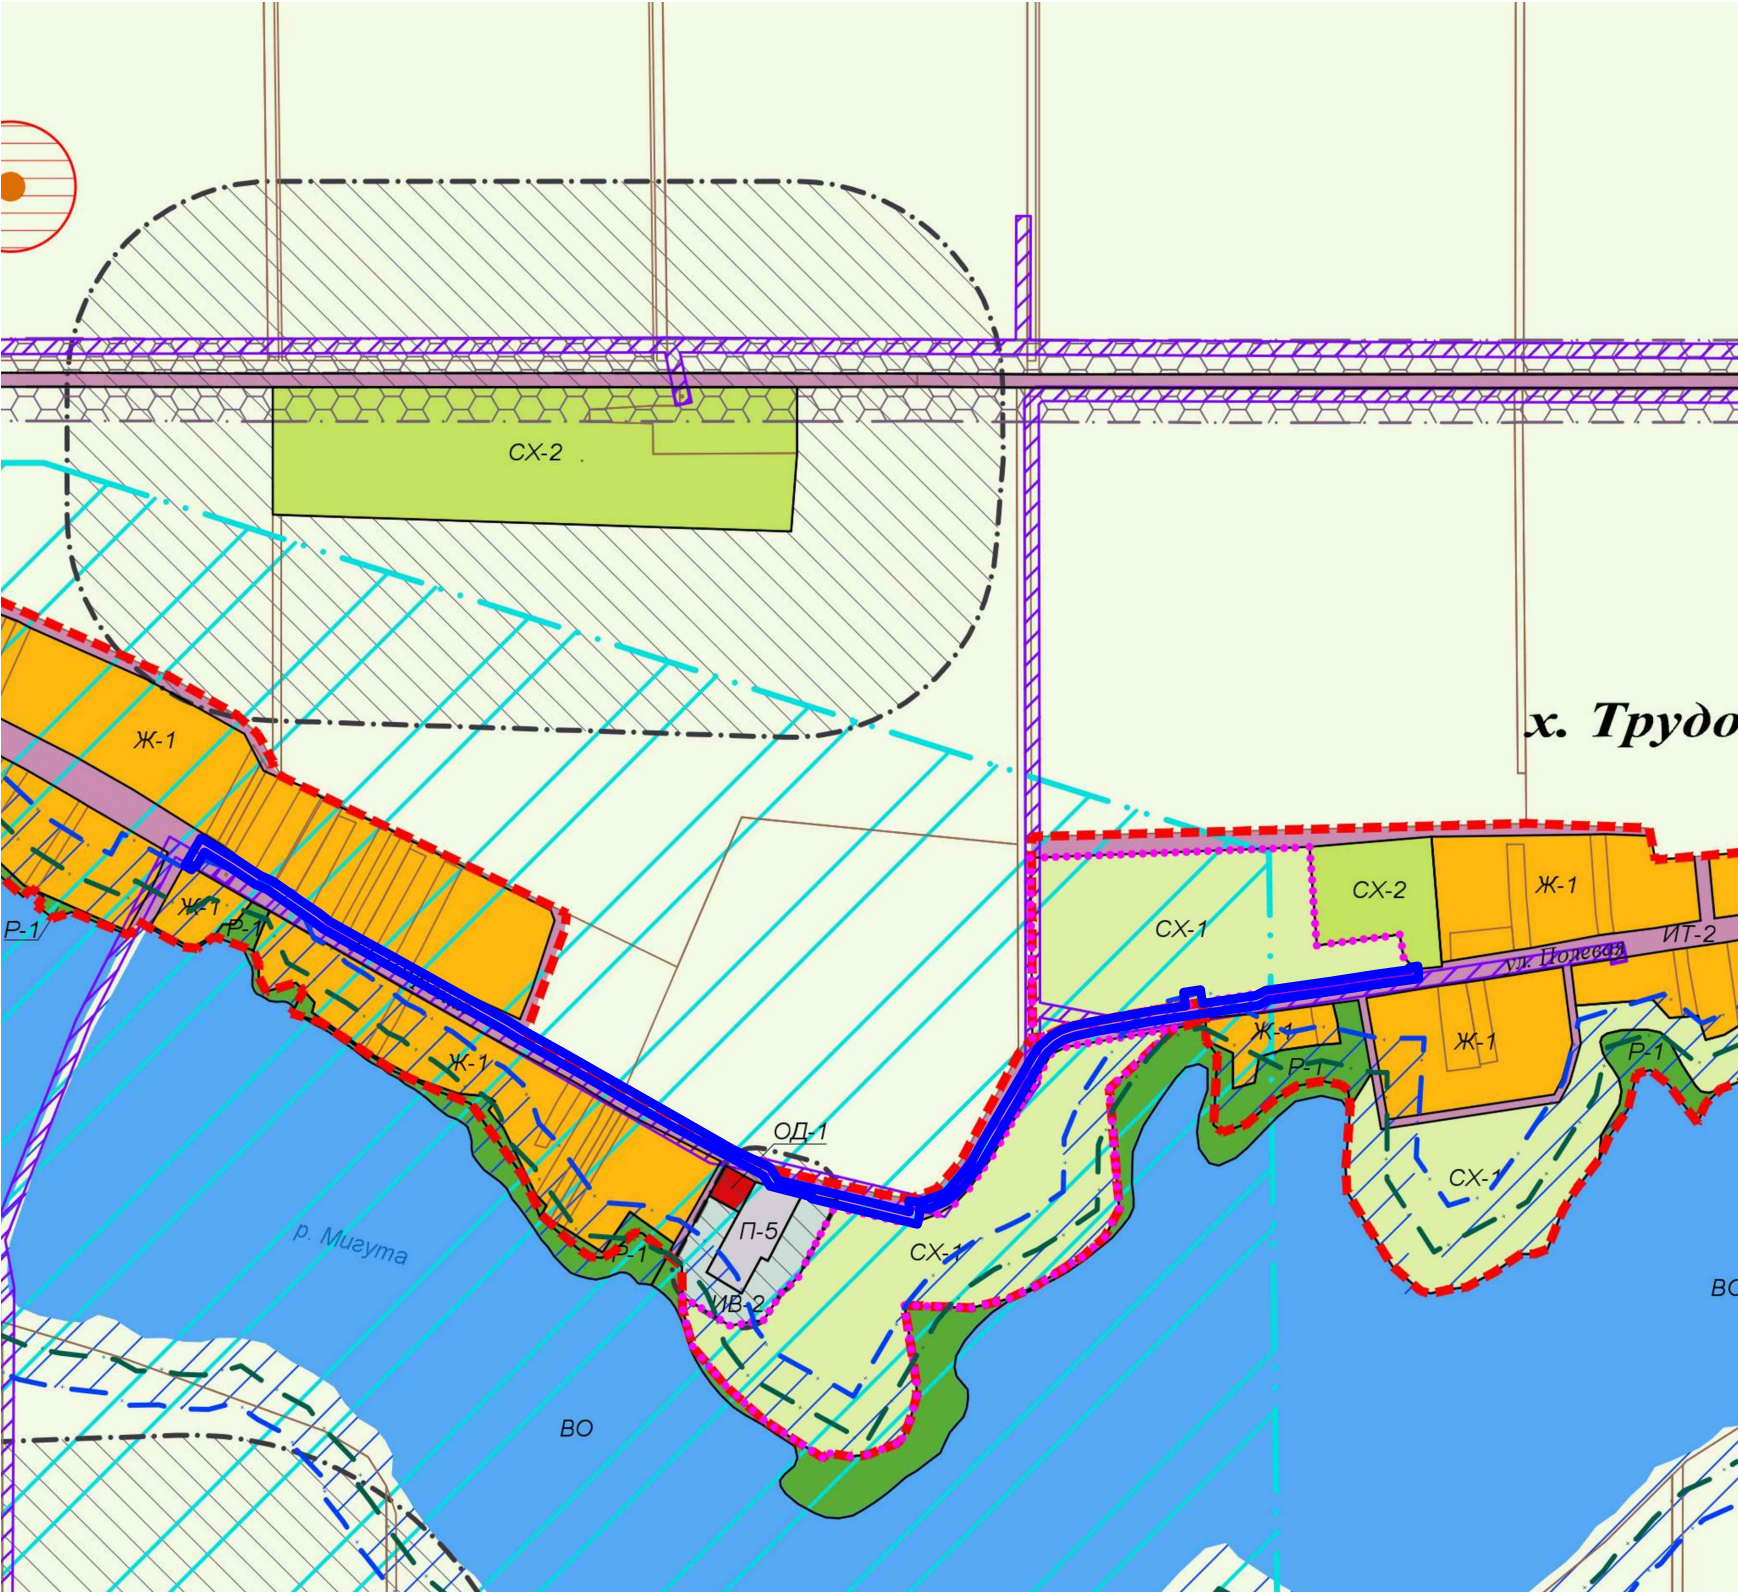 СХ-2
х. Трудо
Ж-1
СХ-2
Ж-1
СХ-1
Ж-1
Р-1
Р-1
ИТ-2
ул. Полевая
Ж-1
Ж-1
Р-1
Ж-1
Р-1
ОД-1
СХ-1
П-5
р. Мигута
СХ-1
Р-1
ВО
ИВ-2
ВО